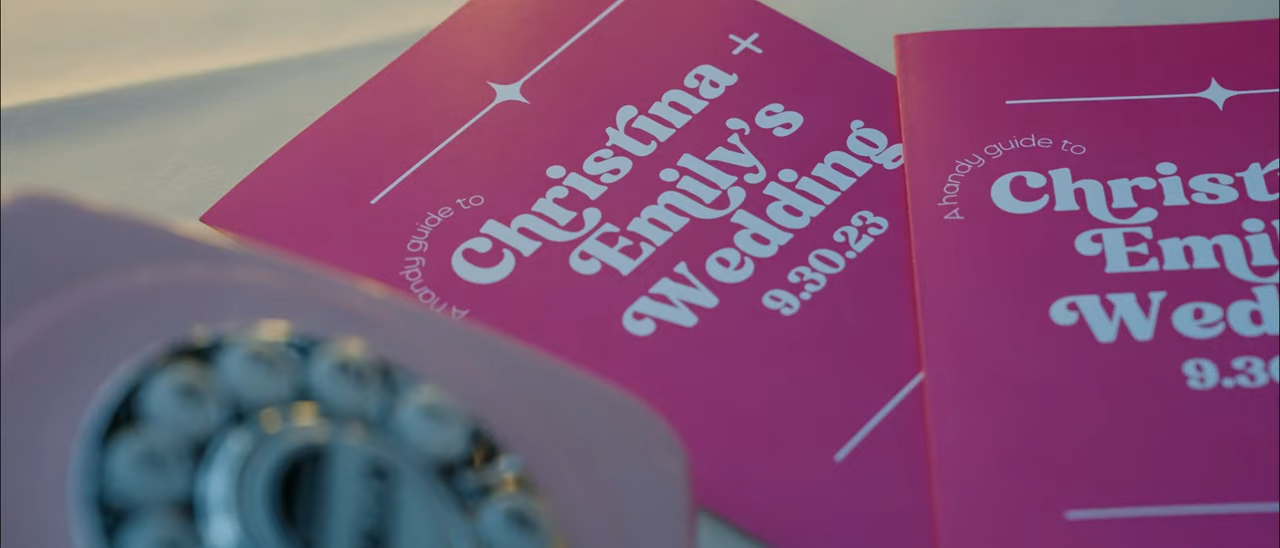 A handy guide to
Christina +
Emily's
Wedding
9.30.23
A handy guide to
Christ
Emi
Wed
9.3